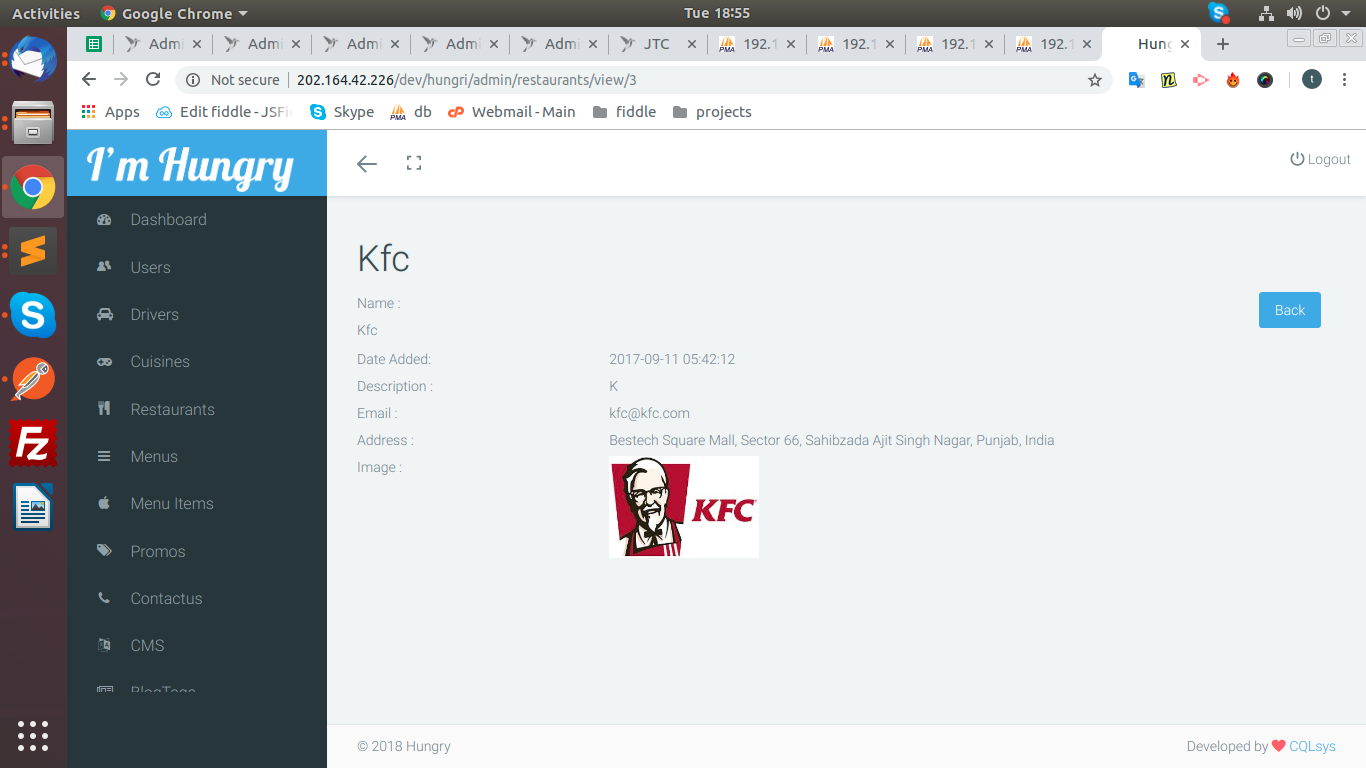 Activities Google Chrome Tue 18:55
Admi Admi Admi Admi Admi JTC 192.1 192.1 192.1 192.1 Hung
Not secure 202.164.42.226/dev/hungri/admin/restaurants/view/3 t
Apps Edit fiddle - JSFi Skype db Webmail - Main fiddle projects
I'm Hungry
Logout
Dashboard
Users
Drivers
Cuisines
Restaurants
Menus
Menu Items
Promos
Contactus
CMS
BlogTags
Kfc
Name :
Back
Kfc
Date Added: 2017-09-11 05:42:12
Description : K
Email : kfc@kfc.com
Address : Bestech Square Mall, Sector 66, Sahibzada Ajit Singh Nagar, Punjab, India
Image :
KFC
© 2018 Hungry
Developed by ❤ CQLsys